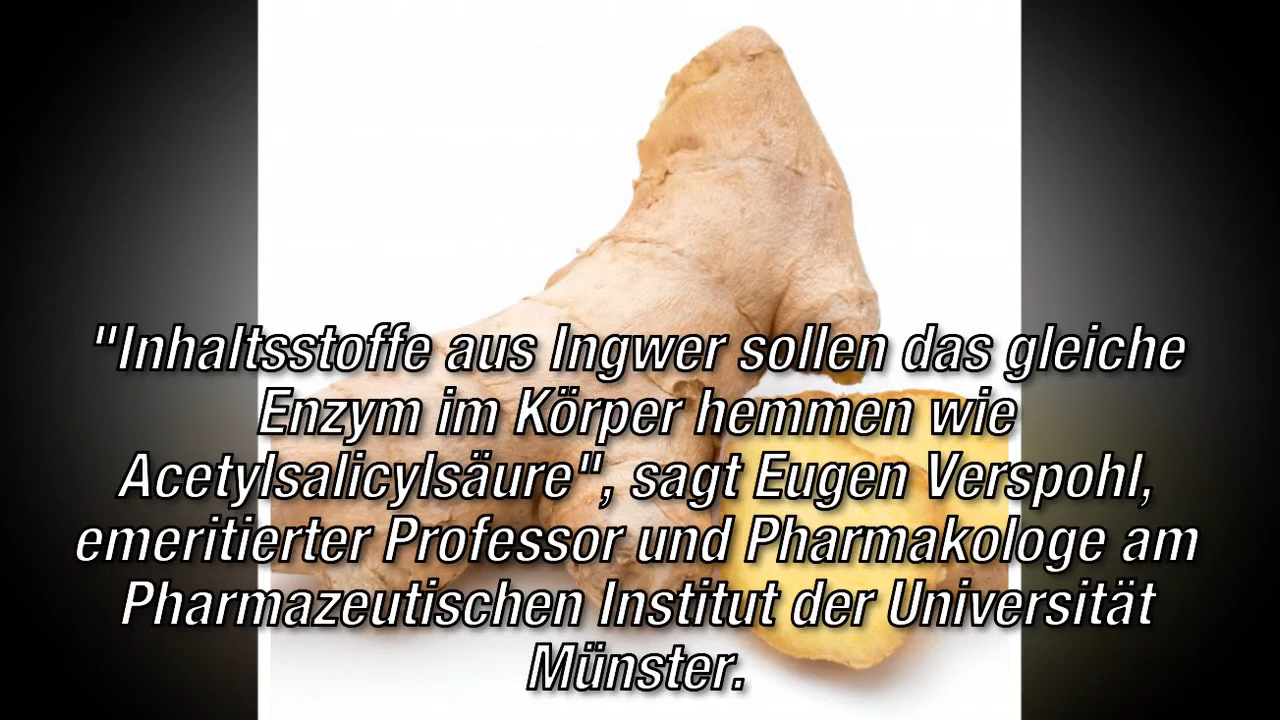 "Inhaltsstoffe aus Ingwer sollen das gleiche
Enzym im Körper hemmen wie
Acetylsalicylsäure", sagt Eugen Verspohl,
emeritierter Professor und Pharmakologe am
Pharmazeutischen Institut der Universität
Münster.